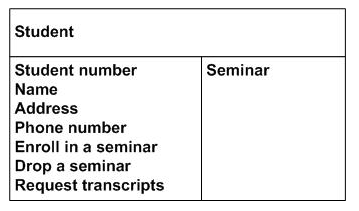 Student
Student number
Name
Address
Phone number
Enroll in a seminar
Drop a seminar
Request transcripts
Seminar